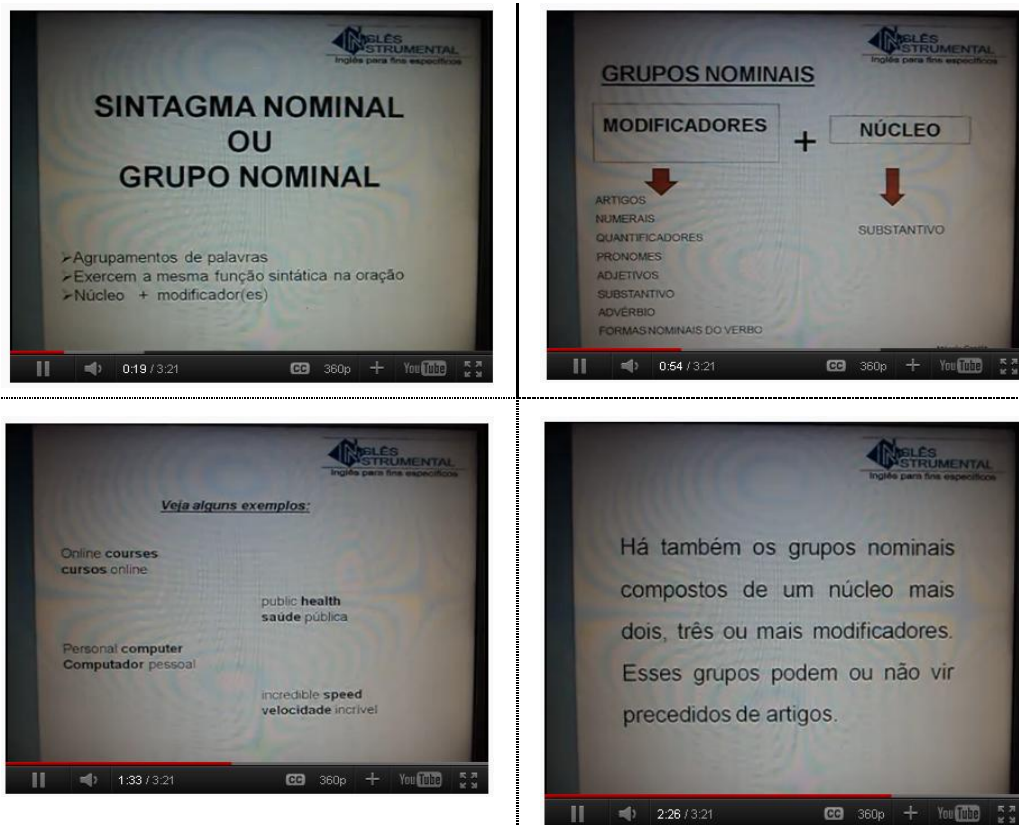 INGLÊS
INSTRUMENTAL
Inglês para fins específicos
SINTAGMA NOMINAL
OU
GRUPO NOMINAL
➢Agrupamentos de palavras
➢Exercem a mesma função sintática na oração
➢Núcleo + modificador(es)
0:19 / 3:21
CC 360p + YouTube
INGLÊS
INSTRUMENTAL
Inglês para fins específicos
GRUPOS NOMINAIS
MODIFICADORES + NÚCLEO
ARTIGOS
NUMERAIS
QUANTIFICADORES
PRONOMES
ADJETIVOS
SUBSTANTIVO
ADVÉRBIO
FORMAS NOMINAIS DO VERBO
SUBSTANTIVO
0:54 / 3:21
CC 360p + YouTube
INGLÊS
INSTRUMENTAL
Inglês para fins específicos
Veja alguns exemplos:
Online courses
cursos online
public health
saúde pública
Personal computer
Computador pessoal
incredible speed
velocidade incrível
1:33 / 3:21
CC 360p + YouTube
INGLÊS
INSTRUMENTAL
Inglês para fins específicos
Há também os grupos nominais
compostos de um núcleo mais
dois, três ou mais modificadores.
Esses grupos podem ou não vir
precedidos de artigos.
2:26 / 3:21
CC 360p + YouTube